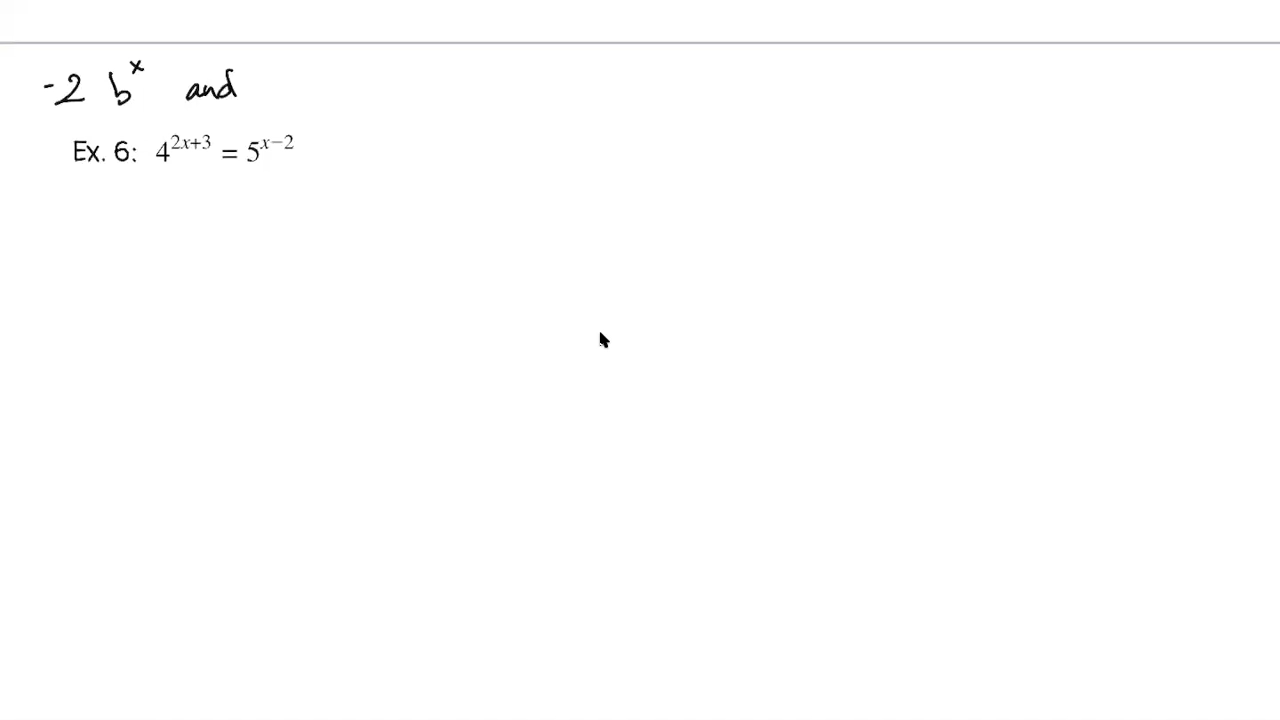 -2 b^x and
Ex. 6: 4^{2x+3} = 5^{x-2}